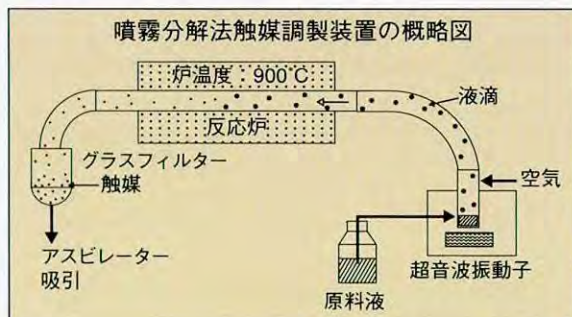 噴霧分解法触媒調製装置の概略図
炉温度：900℃
液滴
反応炉
グラスフィルター
触媒
空気
アスピレーター
吸引
超音波振動子
原料液